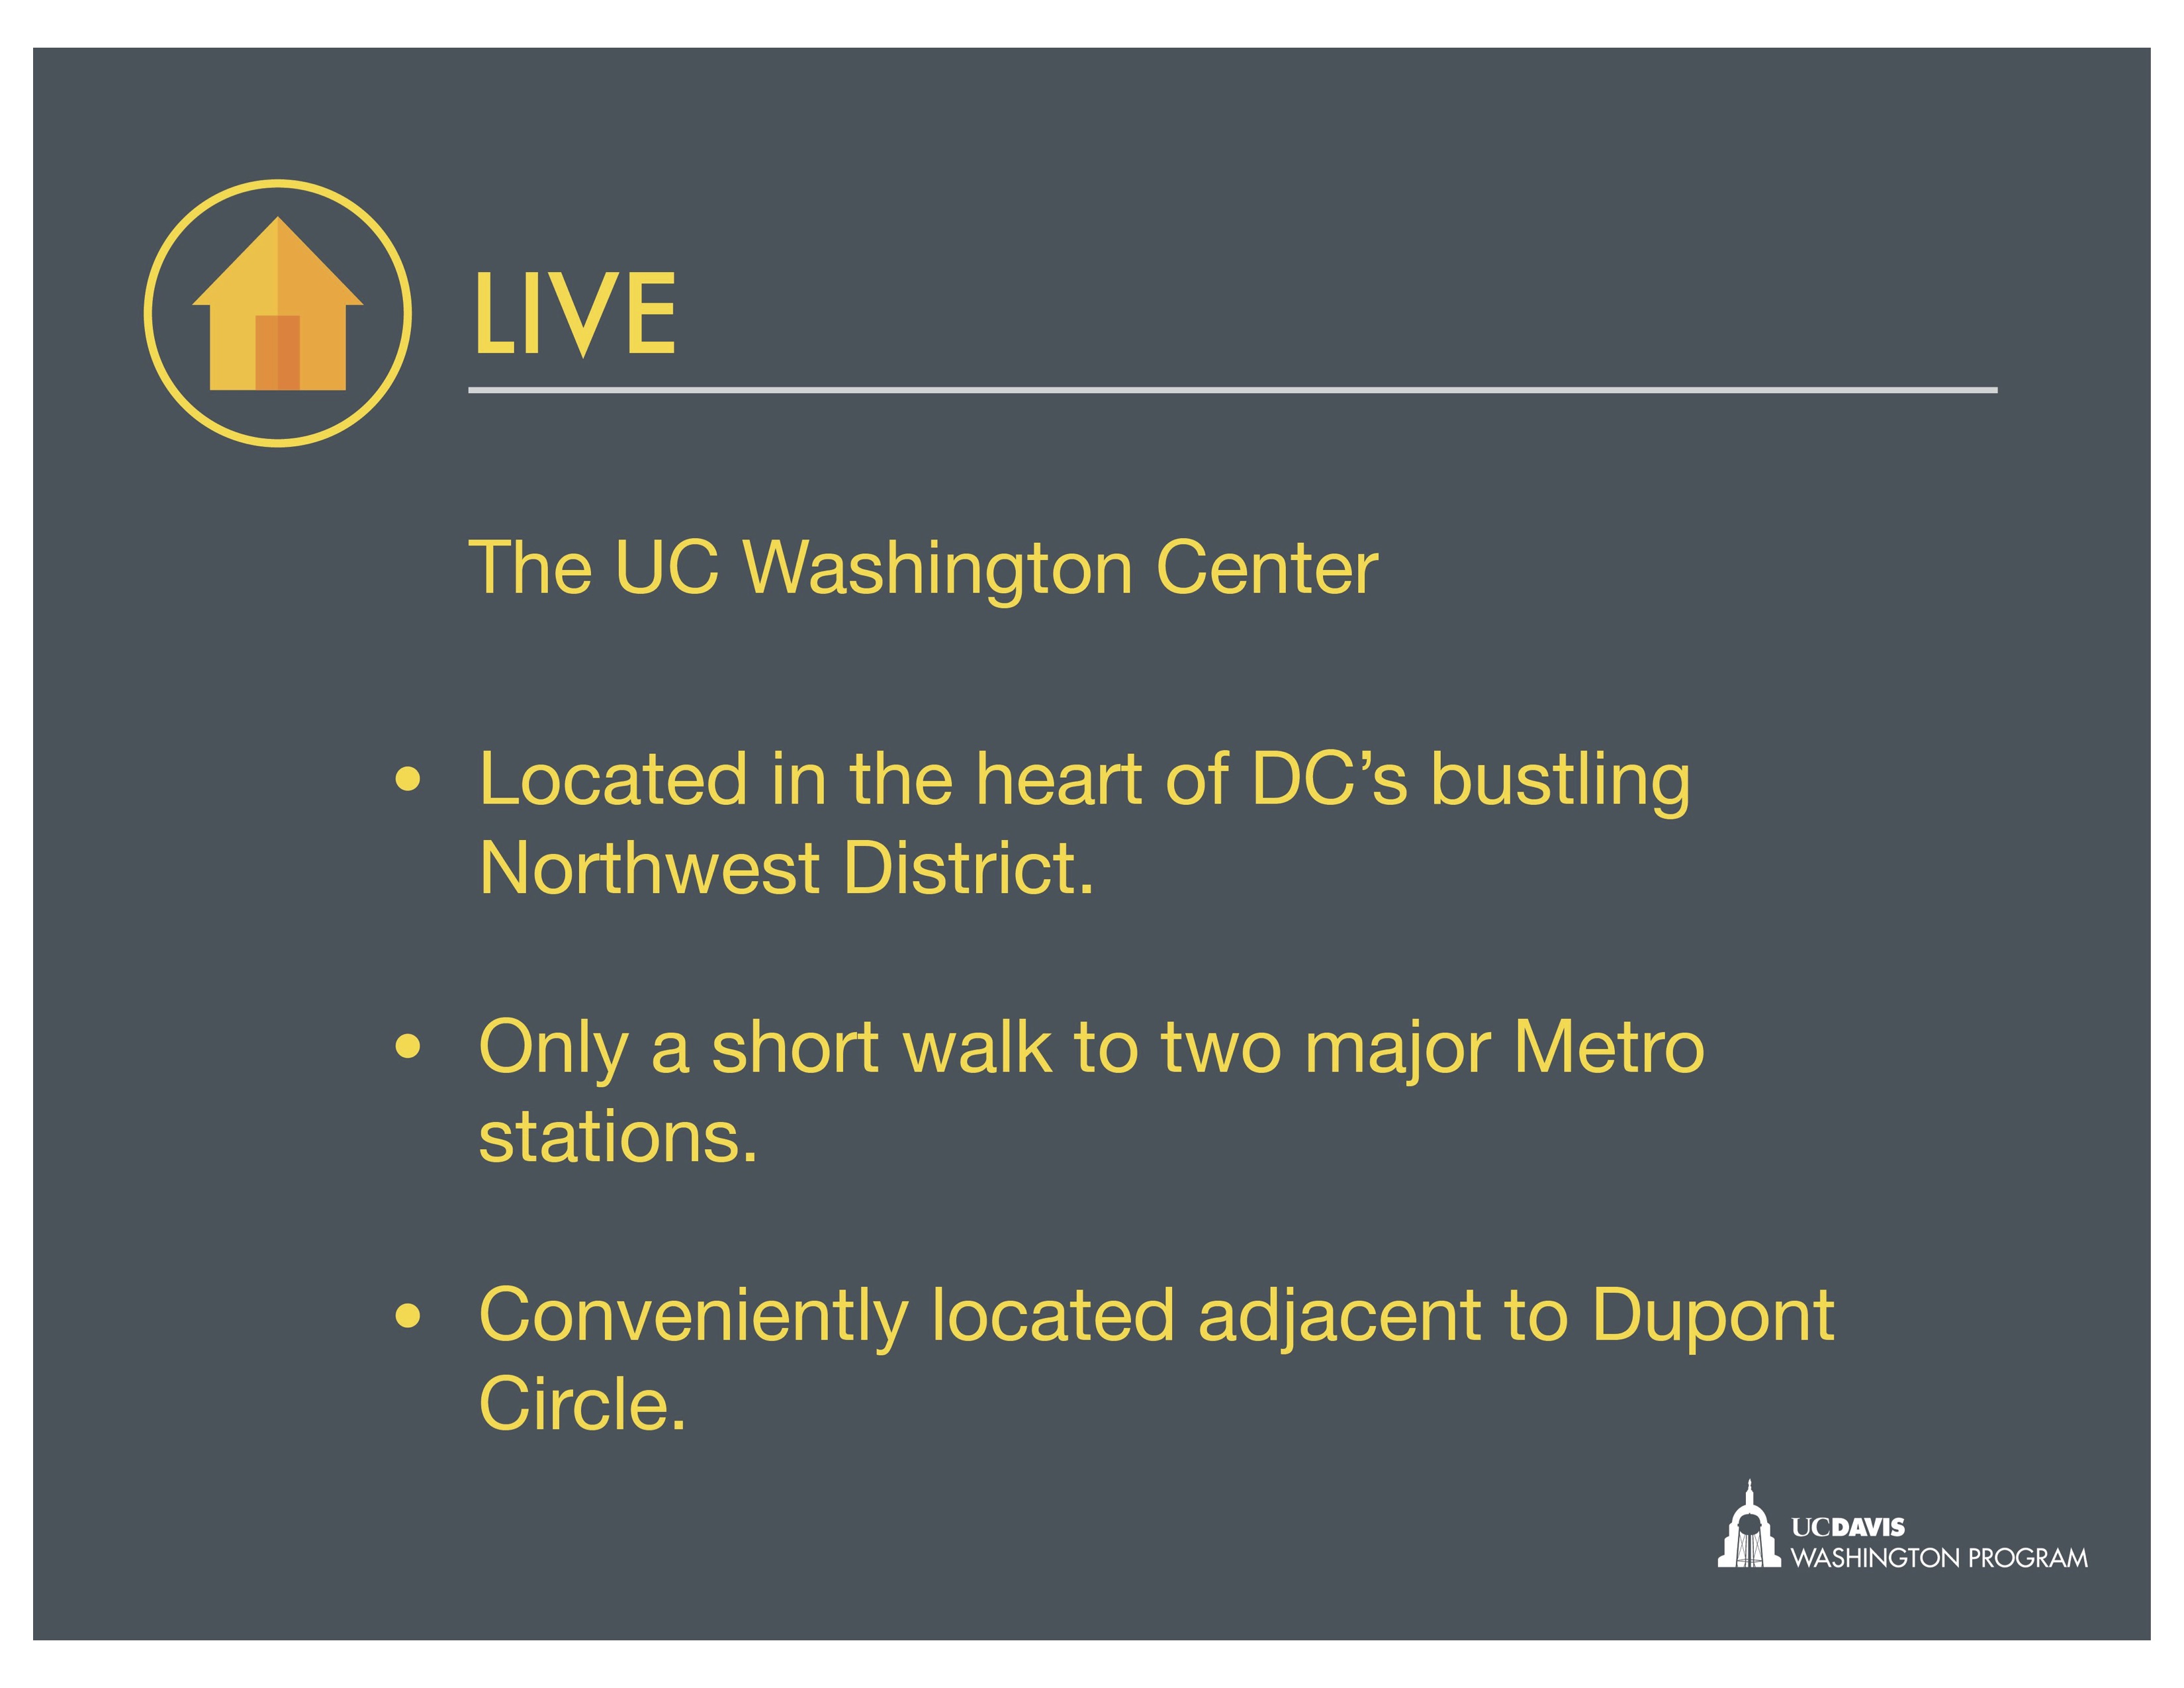 LIVE
The UC Washington Center
• Located in the heart of DC’s bustling
Northwest District.
• Only a short walk to two major Metro
stations.
• Conveniently located adjacent to Dupont
Circle.
UCDAVIS
WASHINGTON PROGRAM